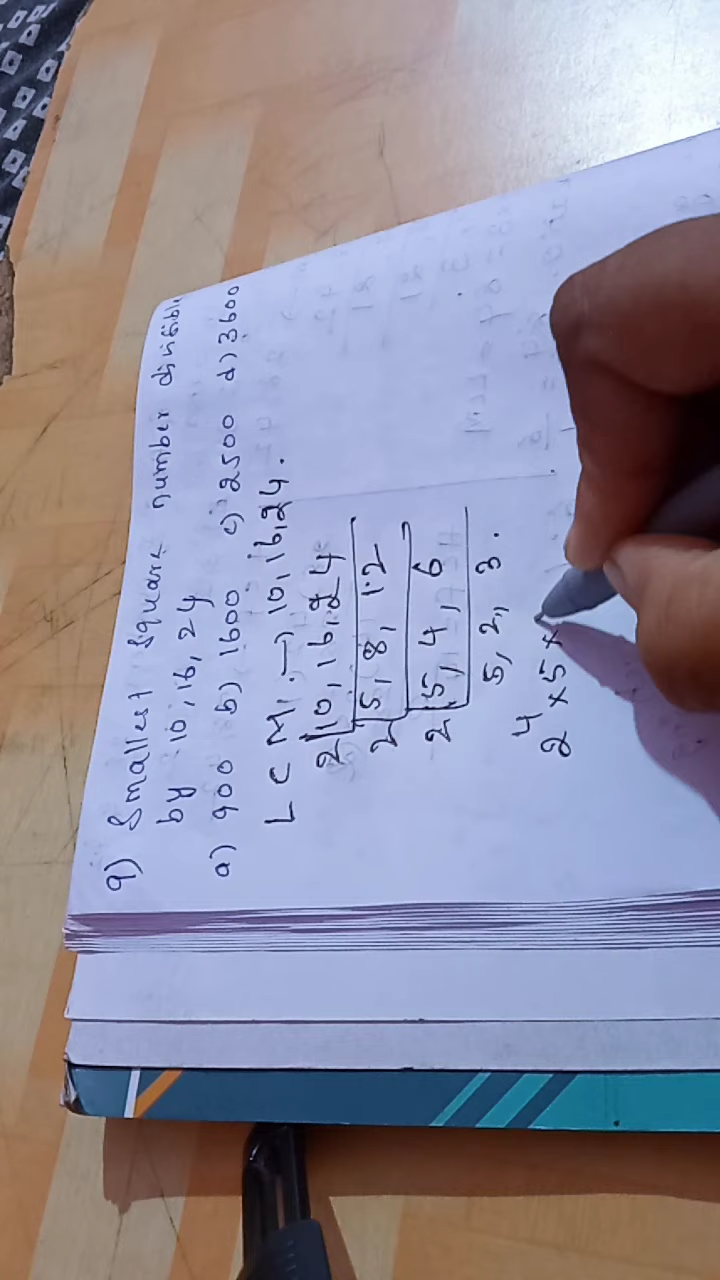 9) Smallest square number divisible
by 10, 16, 24
a) 900 b) 1600 c) 2500 d) 3600
LCM → 10, 16, 24.
2 10, 16, 24
2 5, 8, 12
2 5, 4, 6
5, 2, 3.
2⁴ × 5 ×